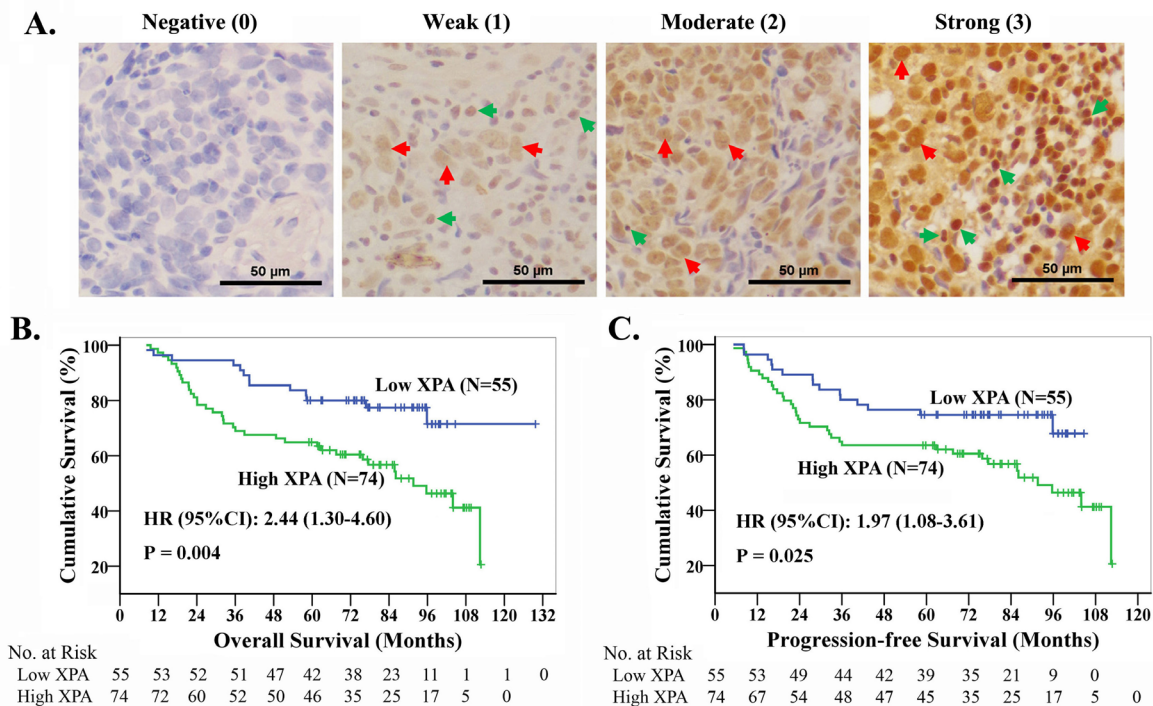 A.
Negative (0) Weak (1) Moderate (2) Strong (3)
50 µm 50 µm 50 µm 50 µm
B.
Cumulative Survival (%)
100
80
60
40
20
Low XPA (N=55)
High XPA (N=74)
HR (95%CI): 2.44 (1.30-4.60)
P = 0.004
0 12 24 36 48 60 72 84 96 108 120 132
Overall Survival (Months)
No. at Risk
Low XPA 55 53 52 51 47 42 38 23 11 1 1 0
High XPA 74 72 60 52 50 46 35 25 17 5 0
C.
Cumulative Survival (%)
100
80
60
40
20
Low XPA (N=55)
High XPA (N=74)
HR (95%CI): 1.97 (1.08-3.61)
P = 0.025
0 12 24 36 48 60 72 84 96 108 120
Progression-free Survival (Months)
No. at Risk
Low XPA 55 53 49 44 42 39 35 21 9 0
High XPA 74 67 54 48 47 45 35 25 17 5 0